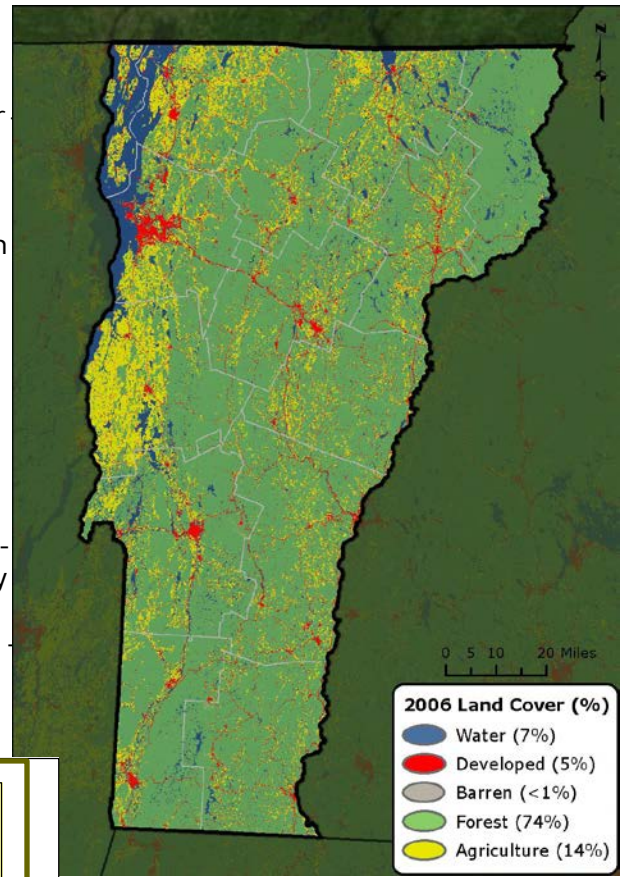 r
n
-
y
-
N
0 5 10 20 Miles
2006 Land Cover (%)
Water (7%)
Developed (5%)
Barren (<1%)
Forest (74%)
Agriculture (14%)